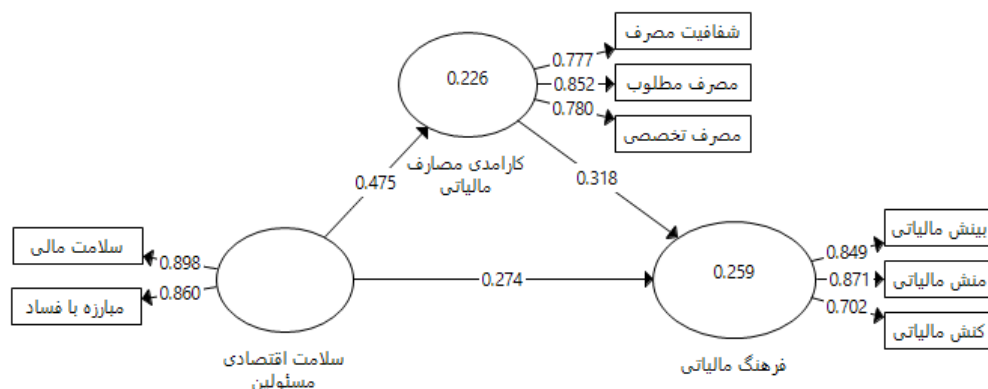 شفافیت مصرف
0.777
0.226
0.852
مصرف مطلوب
0.780
مصرف تخصصی
کارامدی مصارف
مالیاتی
0.475
0.318
سلامت مالی
0.898
0.860
مبارزه با فساد
0.274
0.259
بینش مالیاتی
0.849
0.871
منش مالیاتی
0.702
کنش مالیاتی
سلامت اقتصادی
مسئولین
فرهنگ مالیاتی